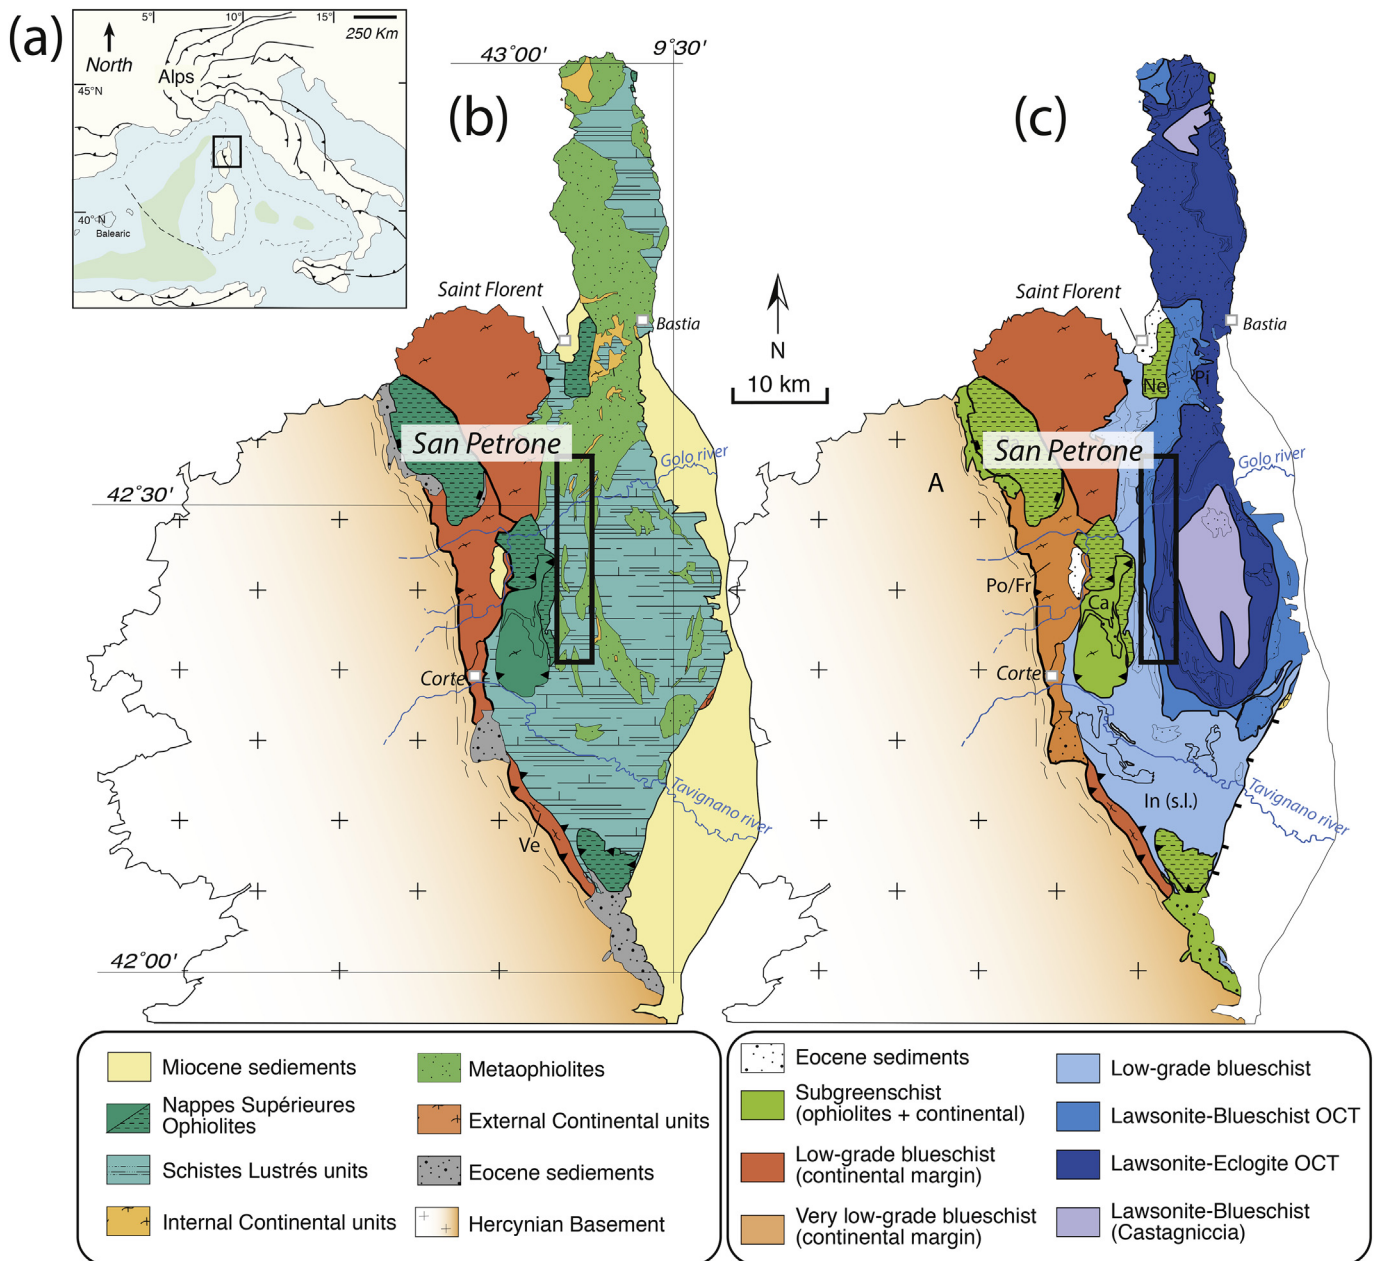 (a)
5°
10°
15°
250 Km
North
Alps
45°N
40° N
Balearic
(b)
43˚00'
9˚30'
Saint Florent
Bastia
N
10 km
San Petrone
Golo river
42˚30'
Corte
Tavignano river
Ve
42˚00'
(c)
Saint Florent
Bastia
Ne
Pi
San Petrone
Golo river
A
Po/Fr
Ca
Corte
In (s.l.)
Tavignano river
Miocene sediements
Nappes Supérieures
Ophiolites
Schistes Lustrés units
Internal Continental units
Metaophiolites
External Continental units
Eocene sediements
Hercynian Basement
Eocene sediments
Subgreenschist
(ophiolites + continental)
Low-grade blueschist
(continental margin)
Very low-grade blueschist
(continental margin)
Low-grade blueschist
Lawsonite-Blueschist OCT
Lawsonite-Eclogite OCT
Lawsonite-Blueschist
(Castagniccia)